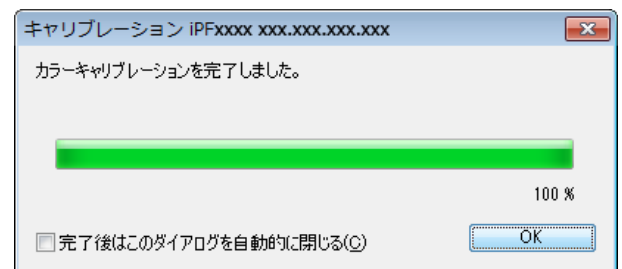 キャリブレーション iPFxxxx xxx.xxx.xxx.xxx
カラーキャリブレーションを完了しました。
100 %
完了後はこのダイアログを自動的に閉じる(C)
OK